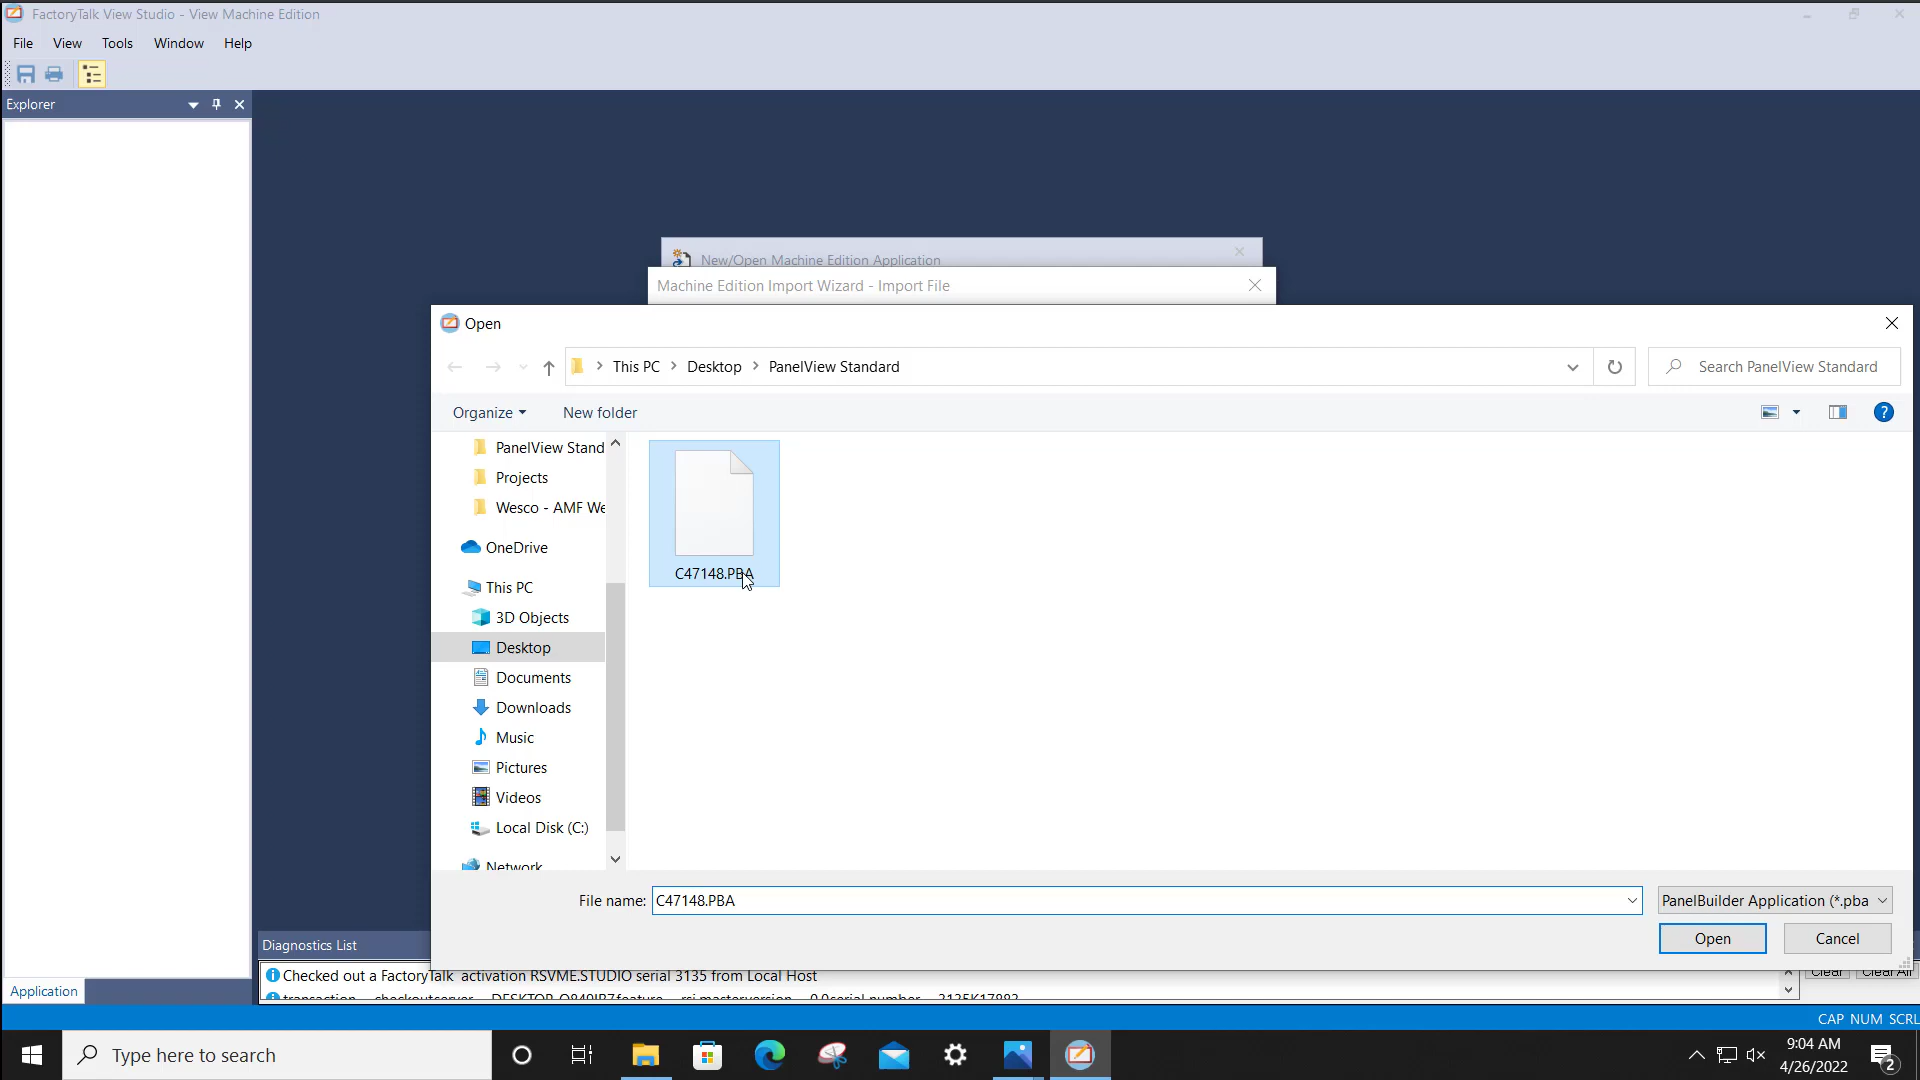 FactoryTalk View Studio - View Machine Edition
File View Tools Window Help
Explorer
New/Open Machine Edition Application
Machine Edition Import Wizard - Import File
Open
This PC Desktop PanelView Standard
Search PanelView Standard
Organize New folder
PanelView Stand
Projects
Wesco - AMF We
OneDrive
This PC
3D Objects
Desktop
Documents
Downloads
Music
Pictures
Videos
Local Disk (C:)
Network
C47148.PBA
File name: C47148.PBA
PanelBuilder Application (*.pba
Open Cancel
Diagnostics List
Checked out a FactoryTalk activation RSVME.STUDIO serial 3135 from Local Host
Clear Clear All
Application
CAP NUM SCRL
Type here to search
9:04 AM
4/26/2022
2